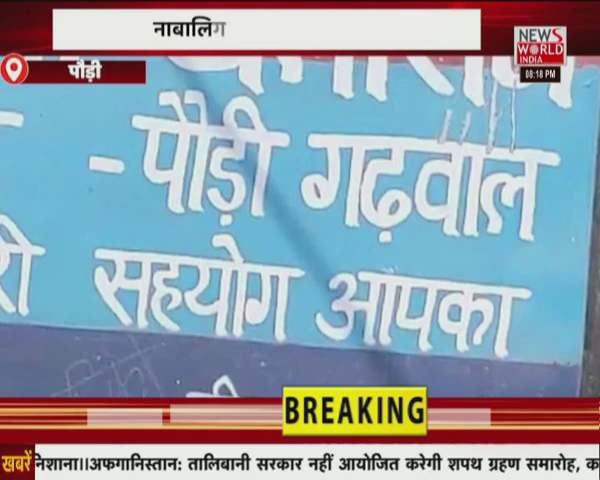 नाबालिग
NEWS
WORLD
INDIA
08:18 PM
पौड़ी
- पौड़ी गढ़वाल
री सहयोग आपका
BREAKING
खबरें निशाना।।अफगानिस्तान: तालिबानी सरकार नहीं आयोजित करेगी शपथ ग्रहण समारोह, क